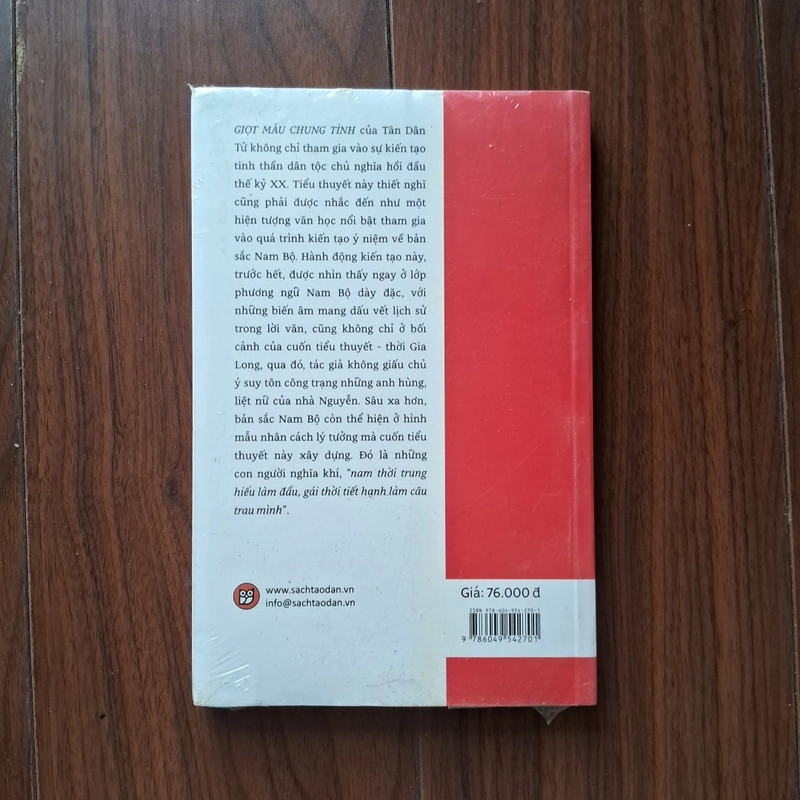 GIỌT MÁU CHUNG TÌNH của Tân Dân
Tử không chỉ tham gia vào sự kiến tạo
tinh thần dân tộc chủ nghĩa hồi đầu
thế kỷ XX. Tiểu thuyết này thiết nghĩ
cũng phải được nhắc đến như một
hiện tượng văn học nổi bật tham gia
vào quá trình kiến tạo ý niệm về bản
sắc Nam Bộ. Hành động kiến tạo này,
trước hết, được nhìn thấy ngay ở lớp
phương ngữ Nam Bộ dày đặc, với
những biến âm mang dấu vết lịch sử
trong lời văn, cũng không chỉ ở bối
cảnh của cuốn tiểu thuyết - thời Gia
Long, qua đó, tác giả không giấu chủ
ý suy tôn công trạng những anh hùng,
liệt nữ của nhà Nguyễn. Sâu xa hơn,
bản sắc Nam Bộ còn thể hiện ở hình
mẫu nhân cách lý tưởng mà cuốn tiểu
thuyết này xây dựng. Đó là những
con người nghĩa khí, "nam thời trung
hiếu làm đầu, gái thời tiết hạnh làm câu
trau mình".
www.sachtaodan.vn
info@sachtaodan.vn
Giá: 76.000 đ
ISBN 978-604-954-270-1
9 786049 542701